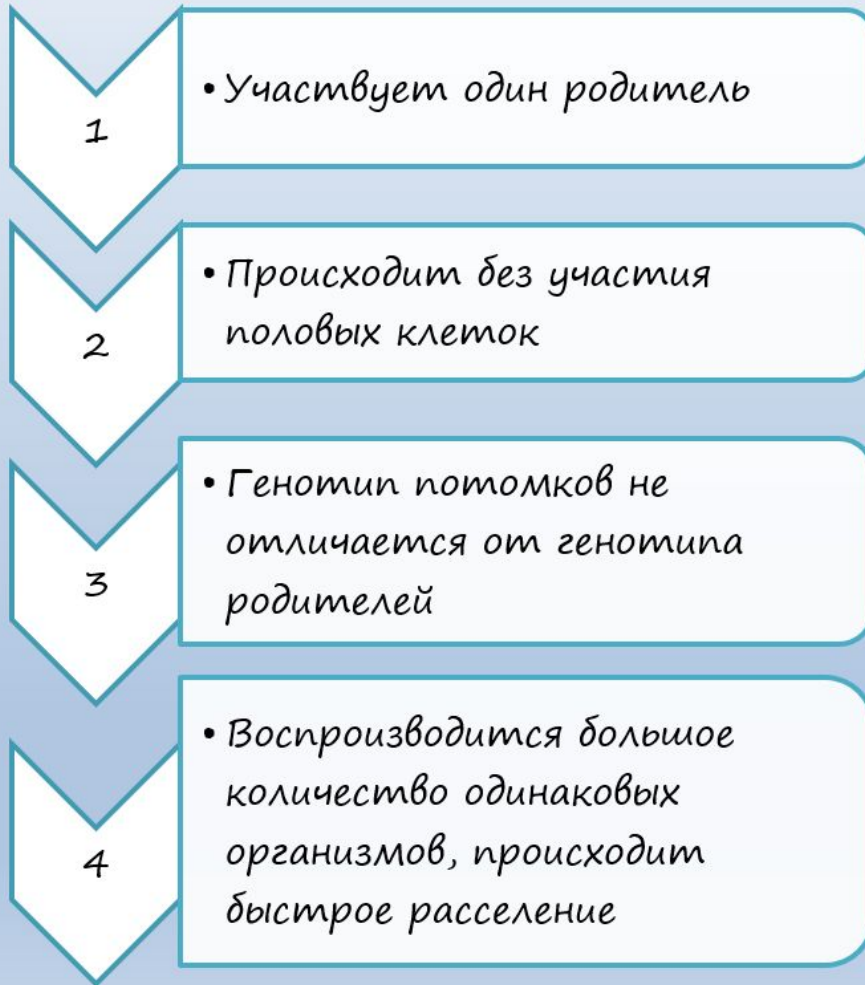 1
• Участвует один родитель
2
• Происходит без участия
половых клеток
3
• Генотип потомков не
отличается от генотипа
родителей
4
• Воспроизводится большое
количество одинаковых
организмов, происходит
быстрое расселение